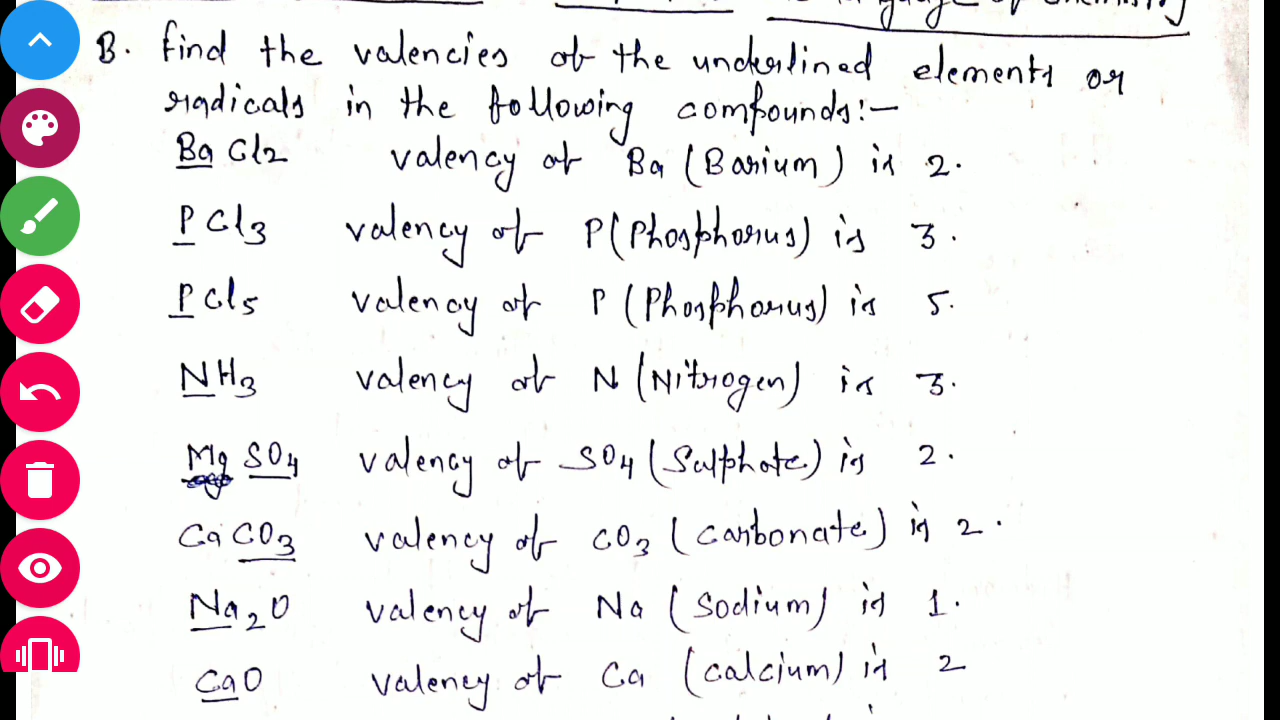 Language of Chemistry
B. Find the valencies of the underlined elements or
radicals in the following compounds:—
BaCl2 valency of Ba (Barium) is 2.
PCl3 valency of P(Phosphorus) is 3.
PCl5 valency of P (Phosphorus) is 5.
NH3 valency of N (Nitrogen) is 3.
MgSO4 valency of SO4 (Sulphate) is 2.
CaCO3 valency of CO3 (carbonate) is 2.
Na2O valency of Na (Sodium) is 1.
CaO valency of Ca (calcium) is 2